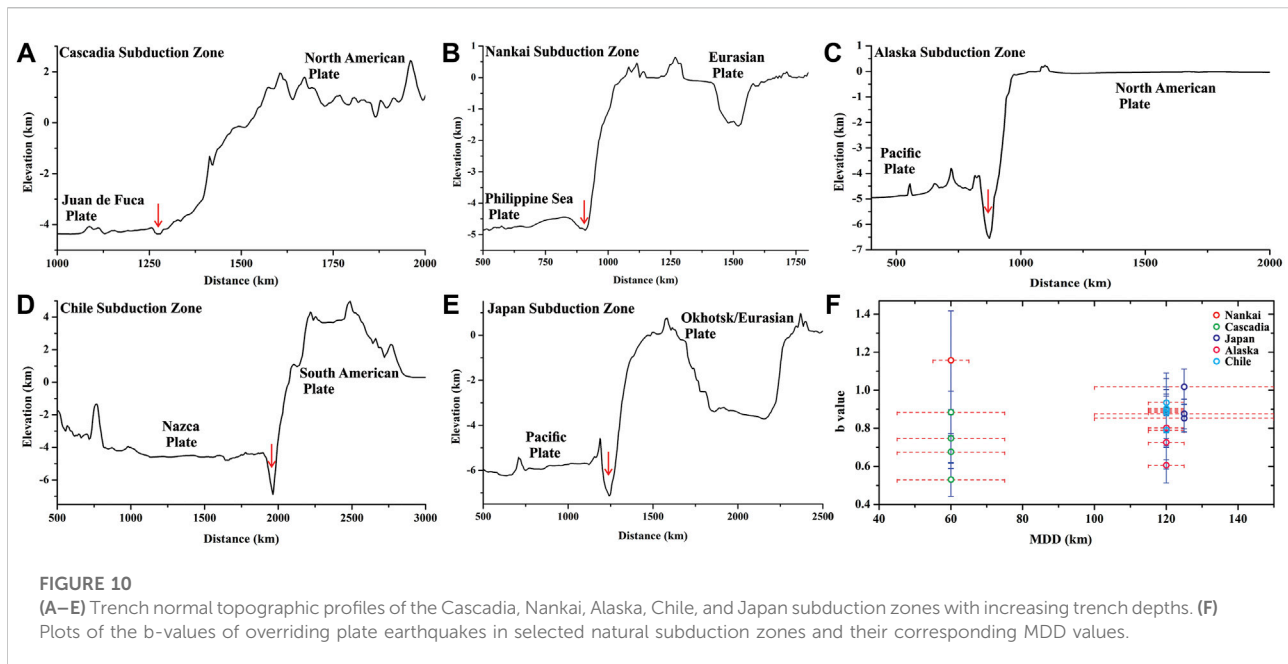 A
Cascadia Subduction Zone
North American
Plate
Juan de Fuca
Plate
Elevation (km)
2
0
-2
-4
1000
1250
1500
1750
2000
Distance (km)
B
Nankai Subduction Zone
Eurasian
Plate
Philippine Sea
Plate
Elevation (km)
1
0
-1
-2
-3
-4
-5
500
750
1000
1250
1500
1750
Distance (km)
C
Alaska Subduction Zone
North American
Plate
Pacific
Plate
Elevation (km)
0
-1
-2
-3
-4
-5
-6
-7
500
1000
1500
2000
Distance (km)
D
Chile Subduction Zone
South American
Plate
Nazca
Plate
Elevation (km)
4
2
0
-2
-4
-6
500
1000
1500
2000
2500
3000
Distance (km)
E
Japan Subduction Zone
Okhotsk/Eurasian
Plate
Pacific
Plate
Elevation (km)
0
-2
-4
-6
500
1000
1500
2000
2500
Distance (km)
F
Nankai
Cascadia
Japan
Alaska
Chile
b value
1.4
1.2
1.0
0.8
0.6
0.4
40
60
80
100
120
140
MDD (km)
FIGURE 10
(A–E) Trench normal topographic profiles of the Cascadia, Nankai, Alaska, Chile, and Japan subduction zones with increasing trench depths. (F)
Plots of the b-values of overriding plate earthquakes in selected natural subduction zones and their corresponding MDD values.